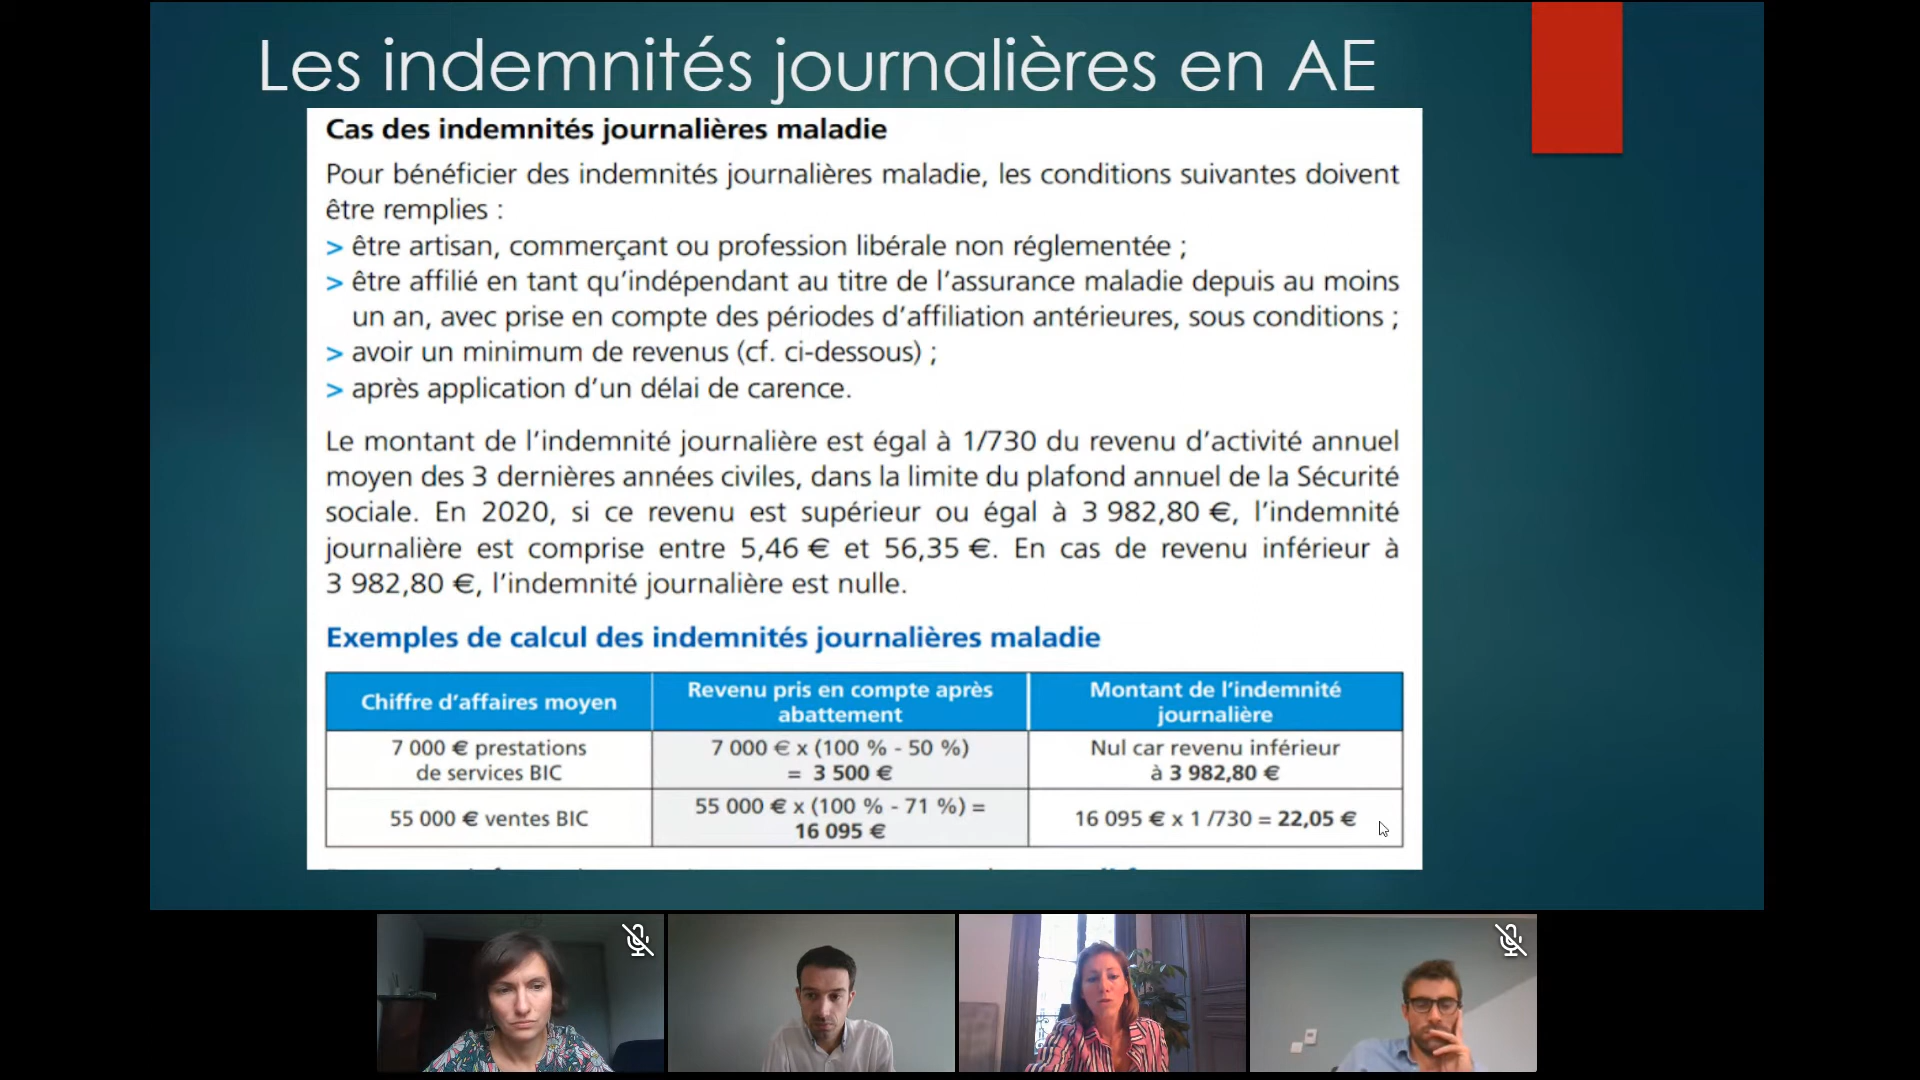 Les indemnités journalières en AE
Cas des indemnités journalières maladie
Pour bénéficier des indemnités journalières maladie, les conditions suivantes doivent
être remplies :
> être artisan, commerçant ou profession libérale non réglementée ;
> être affilié en tant qu'indépendant au titre de l'assurance maladie depuis au moins
un an, avec prise en compte des périodes d'affiliation antérieures, sous conditions ;
> avoir un minimum de revenus (cf. ci-dessous) ;
> après application d'un délai de carence.
Le montant de l'indemnité journalière est égal à 1/730 du revenu d'activité annuel
moyen des 3 dernières années civiles, dans la limite du plafond annuel de la Sécurité
sociale. En 2020, si ce revenu est supérieur ou égal à 3 982,80 €, l'indemnité
journalière est comprise entre 5,46 € et 56,35 €. En cas de revenu inférieur à
3 982,80 €, l'indemnité journalière est nulle.
Exemples de calcul des indemnités journalières maladie
Chiffre d'affaires moyen
Revenu pris en compte après
abattement
Montant de l'indemnité
journalière
7 000 € prestations
de services BIC
7 000 € x (100 % - 50 %)
= 3 500 €
Nul car revenu inférieur
à 3 982,80 €
55 000 € ventes BIC
55 000 € x (100 % - 71 %) =
16 095 €
16 095 € x 1 /730 = 22,05 €